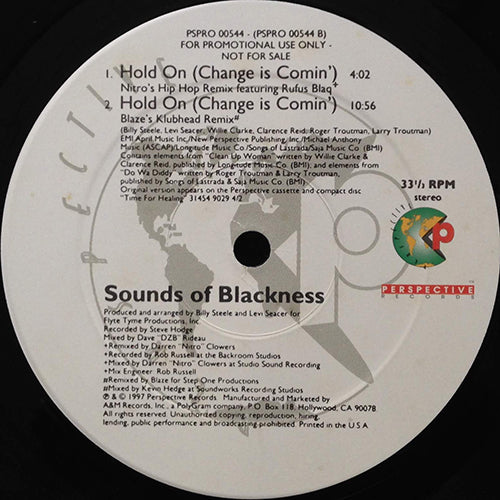 PSPRO 00544 - (PSPRO 00544 B)
FOR PROMOTIONAL USE ONLY -
NOT FOR SALE
1. Hold On (Change is Comin') 4:02
Nitro's Hip Hop Remix featuring Rufus Blaq+
2. Hold On (Change is Comin') 10:56
Blaze's Klubhead Remix#
(Billy Steele, Levi Seacer, Willie Clarke, Clarence Reid, Roger Troutman, Larry Troutman)
EMI April Music Inc./New Perspective Publishing, Inc./Michael Anthony
Music (ASCAP)/Longitude Music Co./Songs of Lastrada/Saja Music Co. (BMI)
Contains elements from "Clean Up Woman" written by Willie Clarke &
Clarence Reid, published by Longitude Music Co. (BMI), and elements from
"Do Wa Diddy" written by Roger Troutman & Larry Troutman,
published by Songs of Lastrada & Saja Music Co. (BMI)
Original version appears on the Perspective cassette and compact disc
"Time For Healing" 31454 9029 4/2
33 1/3 RPM
stereo
P E C T I V E
P
S
kp
P
PERSPECTIVE
RECORDS
Sounds of Blackness
Produced and arranged by Billy Steele and Levi Seacer for
Flyte Tyme Productions, Inc.
Recorded by Steve Hodge
Mixed by Dave "DZB" Rideau
+Remixed by Darren "Nitro" Clowers
+Recorded by Rob Russell at the Backroom Studios
+Mixed by Darren "Nitro" Clowers at Studio Sound Recording
+Mix Engineer Rob Russell
#Remixed by Blaze for Step One Productions
#Mixed by Kevin Hedge at Soundworks Recording Studios
℗ & © 1997 Perspective Records Manufactured and Marketed by
A&M Records, Inc., a PolyGram company, P.O. Box 118, Hollywood, CA 90078.
All rights reserved. Unauthorized copying, reproduction, hiring,
lending, public performance and broadcasting prohibited. Printed in the U S A